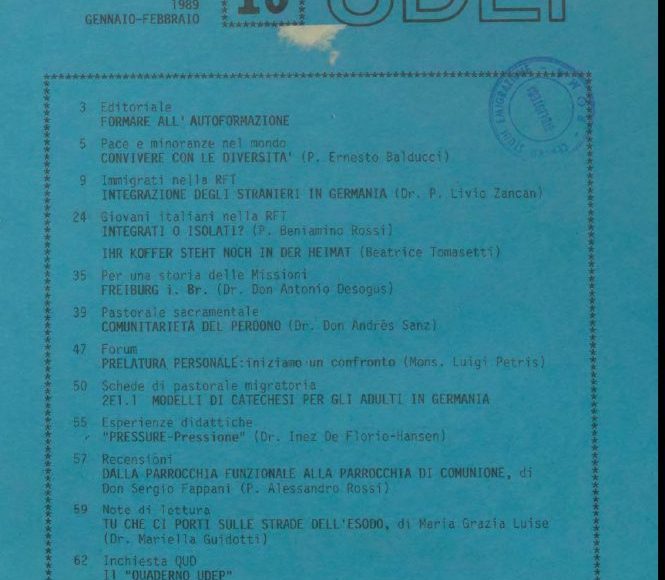 1989
GENNAIO-FEBBRAIO
10 UDEP
3 Editoriale
FORMARE ALL' AUTOFORMAZIONE
5 Pace e minoranze nel mondo
CONVIVERE CON LE DIVERSITA' (P. Ernesto Balducci)
9 Immigrati nella RFT
INTEGRAZIONE DEGLI STRANIERI IN GERMANIA (Dr. P. Livio Zancan)
24 Giovani italiani nella RFT
INTEGRATI O ISOLATI? (P. Beniamino Rossi)
IHR KOFFER STEHT NOCH IN DER HEIMAT (Beatrice Tomasetti)
35 Per una storia delle Missioni
FREIBURG i. Br. (Dr. Don Antonio Desogus)
39 Pastorale sacramentale
COMUNITARIETÀ DEL PERDONO (Dr. Don Andrés Sanz)
47 Forum
PRELATURA PERSONALE:iniziamo un confronto (Mons. Luigi Petris)
50 Schede di pastorale migratoria
2E1.1 MODELLI DI CATECHESI PER GLI ADULTI IN GERMANIA
55 Esperienze didattiche
"PRESSURE-Pressione" (Dr. Inez De Florio-Hansen)
57 Recensioni
DALLA PARROCCHIA FUNZIONALE ALLA PARROCCHIA DI COMUNIONE, di
Don Sergio Fappani (P. Alessandro Rossi)
59 Note di lettura
TU CHE CI PORTI SULLE STRADE DELL'ESODO, di Maria Grazia Luise
(Dr. Mariella Guidotti)
62 Inchiesta QUD
Il "QUADERNO UDEP"